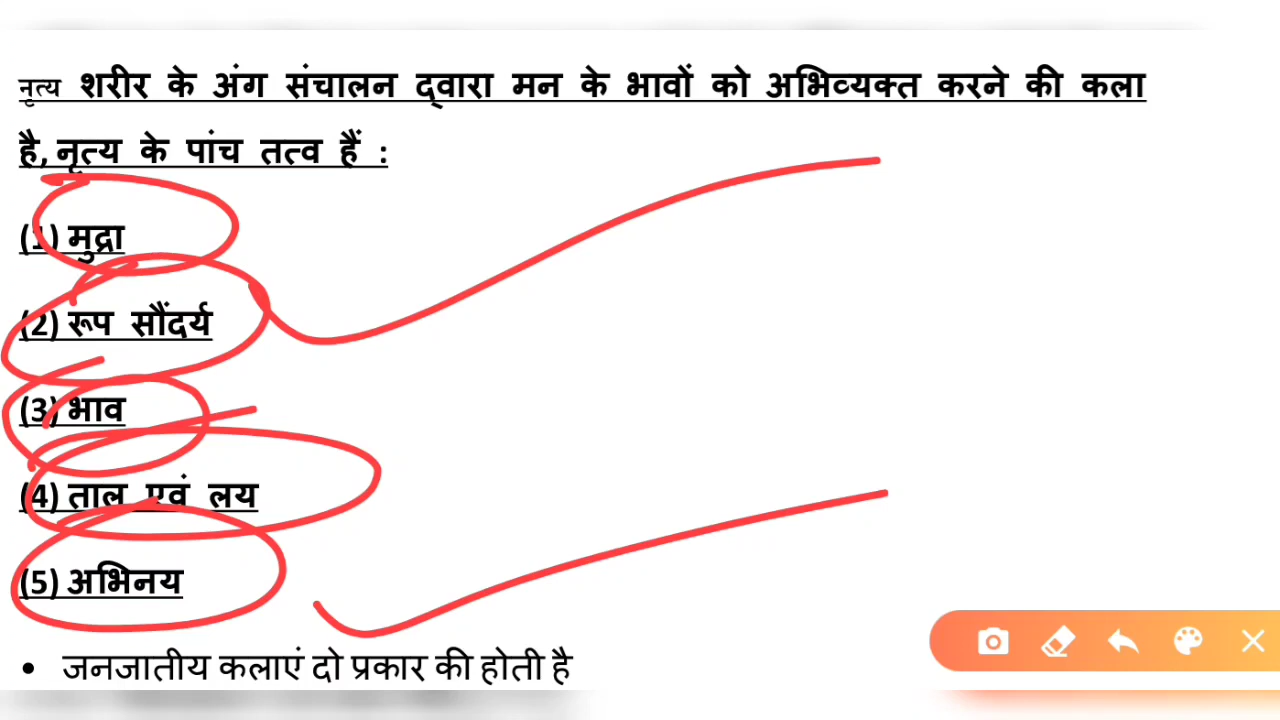 नृत्य शरीर के अंग संचालन द्वारा मन के भावों को अभिव्यक्त करने की कला
है, नृत्य के पांच तत्व हैं :
(1) मुद्रा
(2) रूप सौंदर्य
(3) भाव
(4) ताल एवं लय
(5) अभिनय
• जनजातीय कलाएं दो प्रकार की होती है